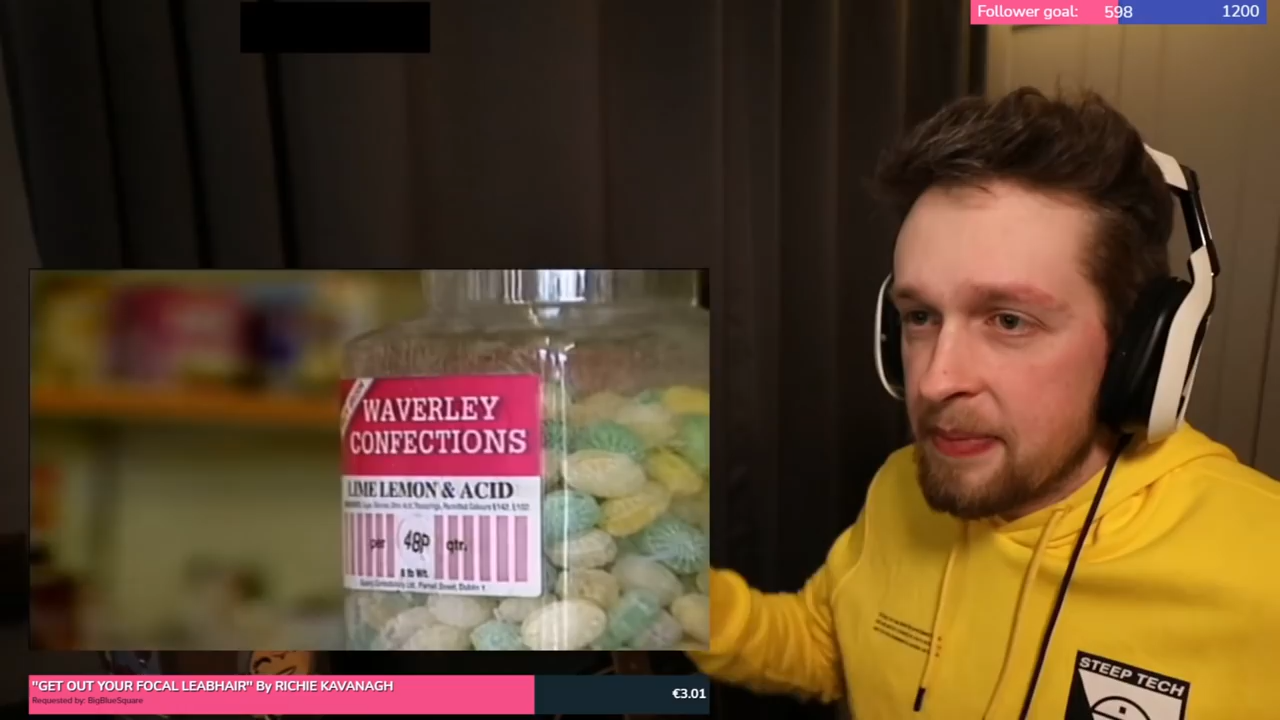 Follower goal: 598 1200
WAVERLEY
CONFECTIONS
LIME LEMON & ACID
per 48p qtr.
STEEP TECH
"GET OUT YOUR FOCAL LEABHAIR" By RICHIE KAVANAGH
Requested by: BigBlueSquare
€3.01